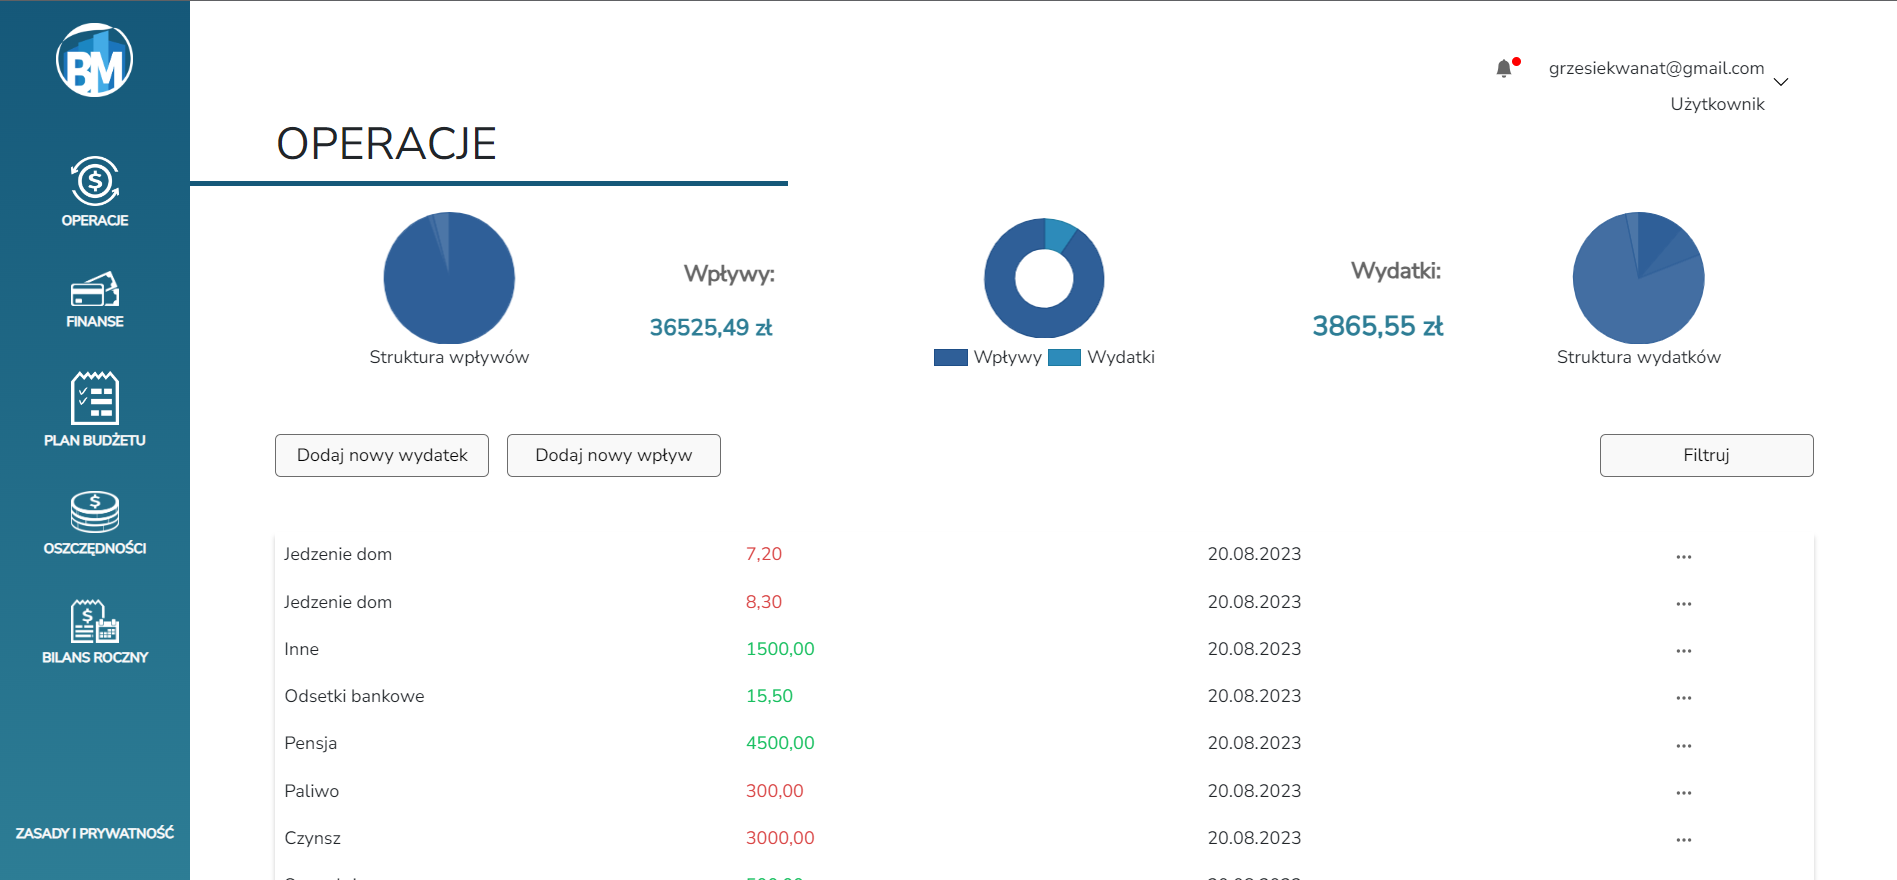 BM
OPERACJE
FINANSE
PLAN BUDŻETU
OSZCZĘDNOŚCI
BILANS ROCZNY
ZASADY I PRYWATNOŚĆ
grzesiekwanat@gmail.com
Użytkownik
OPERACJE
Struktura wpływów
Wpływy:
36525,49 zł
Wpływy Wydatki
Wydatki:
3865,55 zł
Struktura wydatków
Dodaj nowy wydatek Dodaj nowy wpływ Filtruj
Jedzenie dom 7,20 20.08.2023 ...
Jedzenie dom 8,30 20.08.2023 ...
Inne 1500,00 20.08.2023 ...
Odsetki bankowe 15,50 20.08.2023 ...
Pensja 4500,00 20.08.2023 ...
Paliwo 300,00 20.08.2023 ...
Czynsz 3000,00 20.08.2023 ...